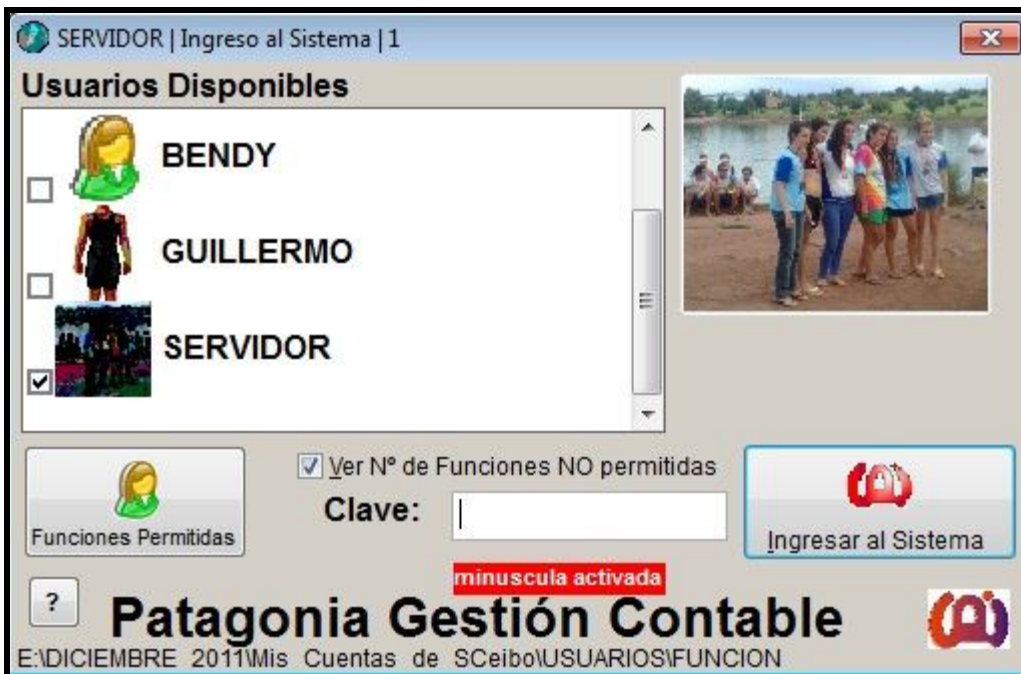 SERVIDOR | Ingreso al Sistema | 1
Usuarios Disponibles
BENDY
GUILLERMO
SERVIDOR
Ver Nº de Funciones NO permitidas
Clave:
Funciones Permitidas
Ingresar al Sistema
minuscula activada
?
Patagonia Gestión Contable
E:\DICIEMBRE 2011\Mis Cuentas de SCeibo\USUARIOS\FUNCION